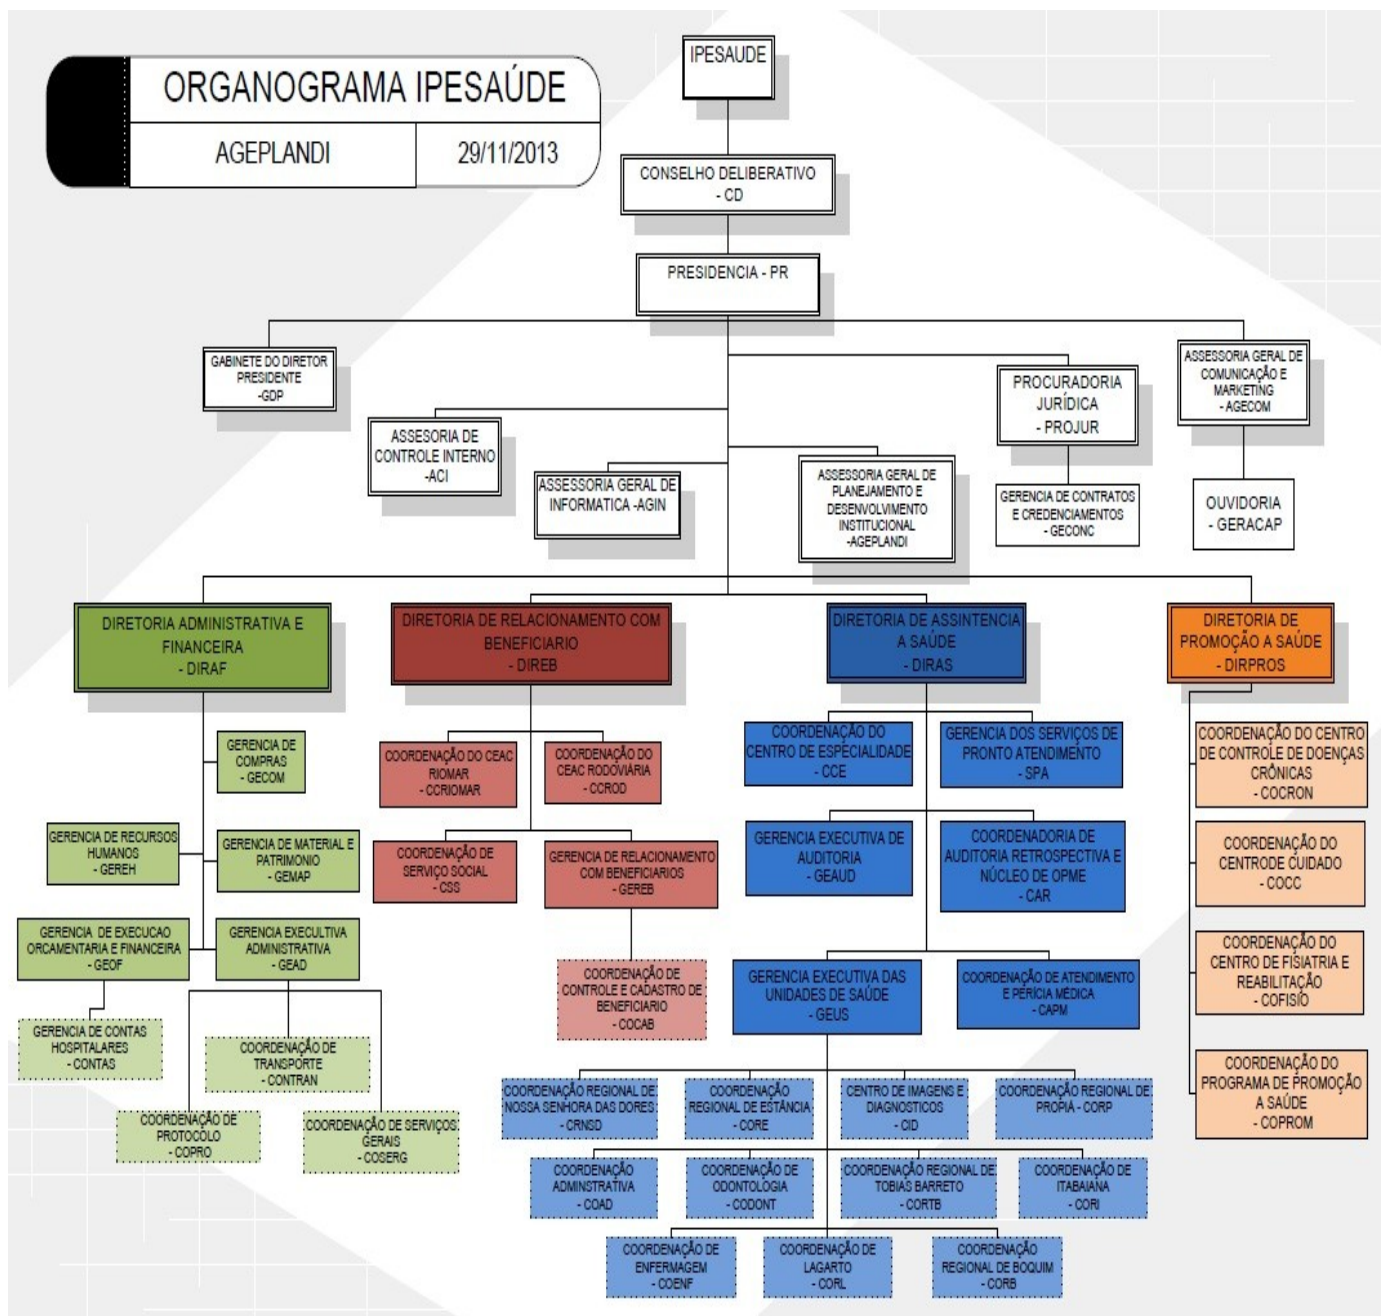 ORGANOGRAMA IPESAÚDE
AGEPLANDI
29/11/2013
IPESAUDE
CONSELHO DELIBERATIVO
- CD
PRESIDENCIA - PR
GABINETE DO DIRETOR
PRESIDENTE
-GDP
ASSESORIA DE
CONTROLE INTERNO
-ACI
ASSESSORIA GERAL DE
INFORMATICA -AGIN
ASSESSORIA GERAL DE
PLANEJAMENTO E
DESENVOLVIMENTO
INSTITUCIONAL
-AGEPLANDI
PROCURADORIA
JURÍDICA
- PROJUR
GERENCIA DE CONTRATOS
E CREDENCIAMENTOS
- GECONC
ASSESSORIA GERAL DE
COMUNICAÇÃO E
MARKETING
- AGECOM
OUVIDORIA
- GERACAP
DIRETORIA ADMINISTRATIVA E
FINANCEIRA
- DIRAF
DIRETORIA DE RELACIONAMENTO COM
BENEFICIARIO
- DIREB
DIRETORIA DE ASSINTENCIA
A SAÚDE
- DIRAS
DIRETORIA DE
PROMOÇÃO A SAÚDE
- DIRPROS
GERENCIA DE
COMPRAS
- GECOM
GERENCIA DE RECURSOS
HUMANOS
- GEREH
GERENCIA DE MATERIAL E
PATRIMONIO
- GEMAP
GERENCIA DE EXECUCAO
ORCAMENTARIA E FINANCEIRA
- GEOF
GERENCIA EXECULTIVA
ADMINISTRATIVA
- GEAD
GERENCIA DE CONTAS
HOSPITALARES
- CONTAS
COORDENAÇÃO DE
TRANSPORTE
- CONTRAN
COORDENAÇÃO DE
PROTOCOLO
- COPRO
COORDENAÇÃO DE SERVIÇOS
GERAIS
- COSERG
COORDENAÇÃO DO CEAC
RIOMAR
- CCRIOMAR
COORDENAÇÃO DO
CEAC RODOVIÁRIA
- CCROD
COORDENAÇÃO DE
SERVIÇO SOCIAL
- CSS
GERENCIA DE RELACIONAMENTO
COM BENEFICIARIOS
- GEREB
COORDENAÇÃO DE
CONTROLE E CADASTRO DE
BENEFICIARIO
- COCAB
COORDENAÇÃO DO
CENTRO DE ESPECIALIDADE
- CCE
GERENCIA DOS SERVIÇOS DE
PRONTO ATENDIMENTO
- SPA
GERENCIA EXECUTIVA DE
AUDITORIA
- GEAUD
COORDENADORIA DE
AUDITORIA RETROSPECTIVA E
NÚCLEO DE OPME
- CAR
GERENCIA EXECUTIVA DAS
UNIDADES DE SAÚDE
- GEUS
COORDENAÇÃO DE ATENDIMENTO
E PERÍCIA MÉDICA
- CAPM
COORDENAÇÃO REGIONAL DE
NOSSA SENHORA DAS DORES
- CRNSD
COORDENAÇÃO
REGIONAL DE ESTÂNCIA
- CORE
CENTRO DE IMAGENS E
DIAGNOSTICOS
- CID
COORDENAÇÃO REGIONAL DE
PROPIÁ - CORP
COORDENAÇÃO
ADMINSTRATIVA
- COAD
COORDENAÇÃO DE
ODONTOLOGIA
- CODONT
COORDENAÇÃO REGIONAL DE
TOBIAS BARRETO
- CORTB
COORDENAÇÃO DE
ITABAIANA
- CORI
COORDENAÇÃO DE
ENFERMAGEM
- COENF
COORDENAÇÃO DE
LAGARTO
- CORL
COORDENAÇÃO
REGIONAL DE BOQUIM
- CORB
COORDENAÇÃO DO CENTRO
DE CONTROLE DE DOENÇAS
CRÔNICAS
- COCRON
COORDENAÇÃO DO
CENTRODE CUIDADO
- COCC
COORDENAÇÃO DO
CENTRO DE FISIATRIA E
REABILITAÇÃO
- COFISIO
COORDENAÇÃO DO
PROGRAMA DE PROMOÇÃO
A SAÚDE
- COPROM